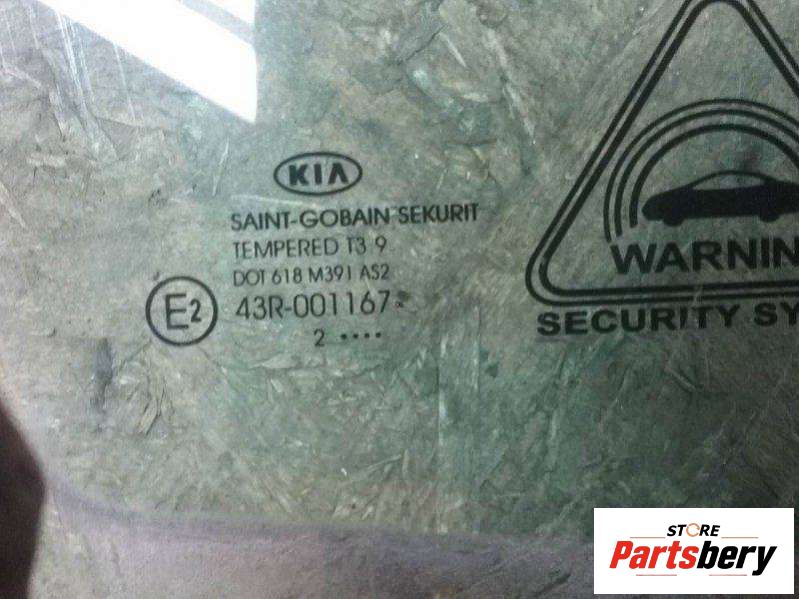 KIA
SAINT-GOBAIN SEKURIT
TEMPERED T3 9
DOT 618 M391 AS2
E2
43R-001167
2 ••••
WARNIN
SECURITY SY
STORE
Partsbery